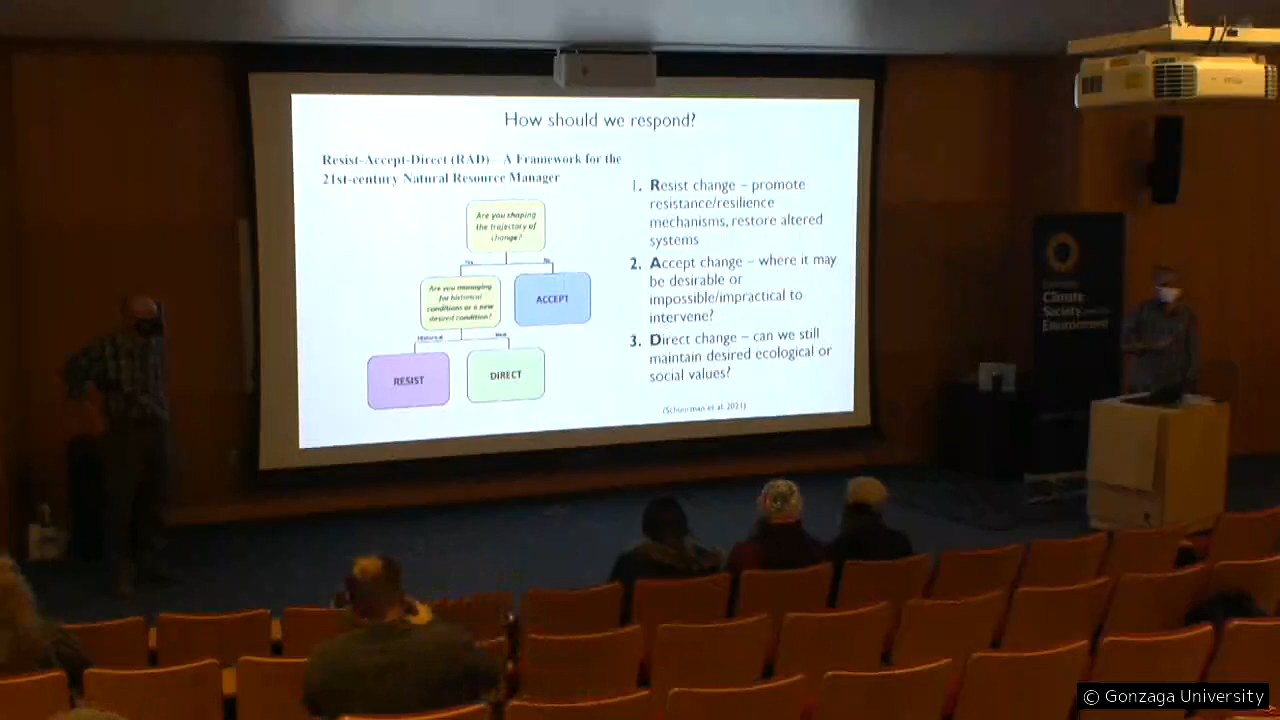 How should we respond?
Resist-Accept-Direct (RAD) – A Framework for the
21st-century Natural Resource Manager
Are you shaping
the trajectory of
change?
Yes
No
Are you managing
for historical
conditions or a new
desired condition?
ACCEPT
Historical
New
RESIST
DIRECT
1. Resist change – promote
resistance/resilience
mechanisms, restore altered
systems
2. Accept change – where it may
be desirable or
impossible/impractical to
intervene?
3. Direct change – can we still
maintain desired ecological or
social values?
(Schuurman et al. 2021)
Climate
Society
Environment
© Gonzaga University